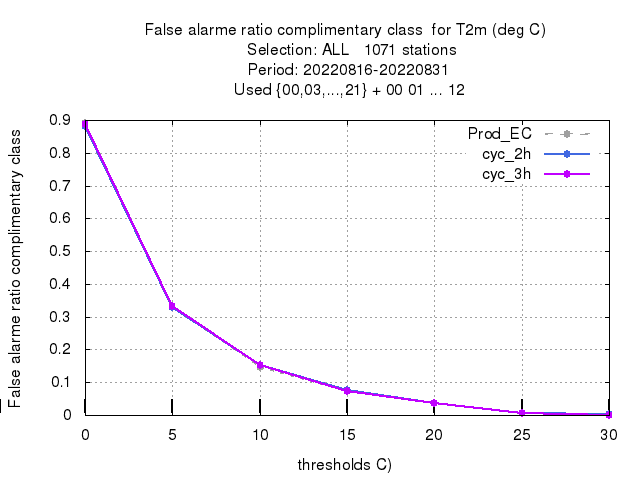 False alarme ratio complimentary class  for T2m (deg C)
Selection: ALL   1071 stations
Period: 20220816-20220831
Used {00,03,...,21} + 00 01 ... 12
False alarme ratio complimentary class
0.9
0.8
0.7
0.6
0.5
0.4
0.3
0.2
0.1
0
Prod_EC
cyc_2h
cyc_3h
0 5 10 15 20 25 30
thresholds C)